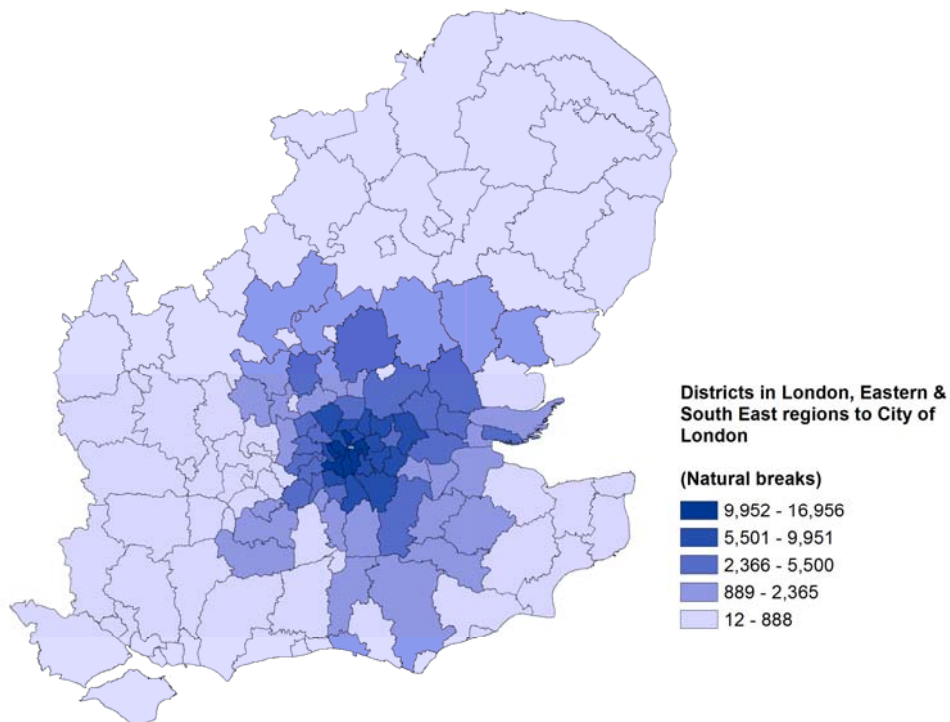 Districts in London, Eastern &
South East regions to City of
London
(Natural breaks)
9,952 - 16,956
5,501 - 9,951
2,366 - 5,500
889 - 2,365
12 - 888